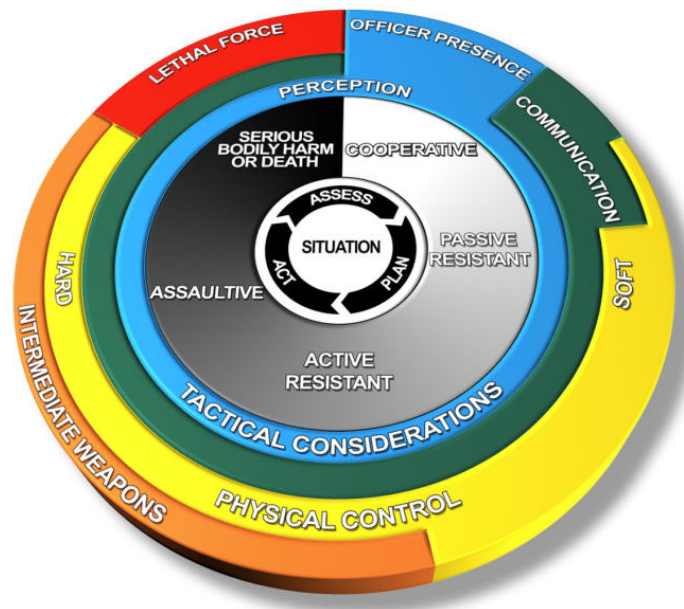 LETHAL FORCE
OFFICER PRESENCE
COMMUNICATION
PERCEPTION
SERIOUS
BODILY HARM
OR DEATH
COOPERATIVE
ASSESS
SITUATION
PLAN
ACT
PASSIVE
RESISTANT
SOFT
HARD
ASSAULTIVE
ACTIVE
RESISTANT
TACTICAL CONSIDERATIONS
INTERMEDIATE WEAPONS
PHYSICAL CONTROL